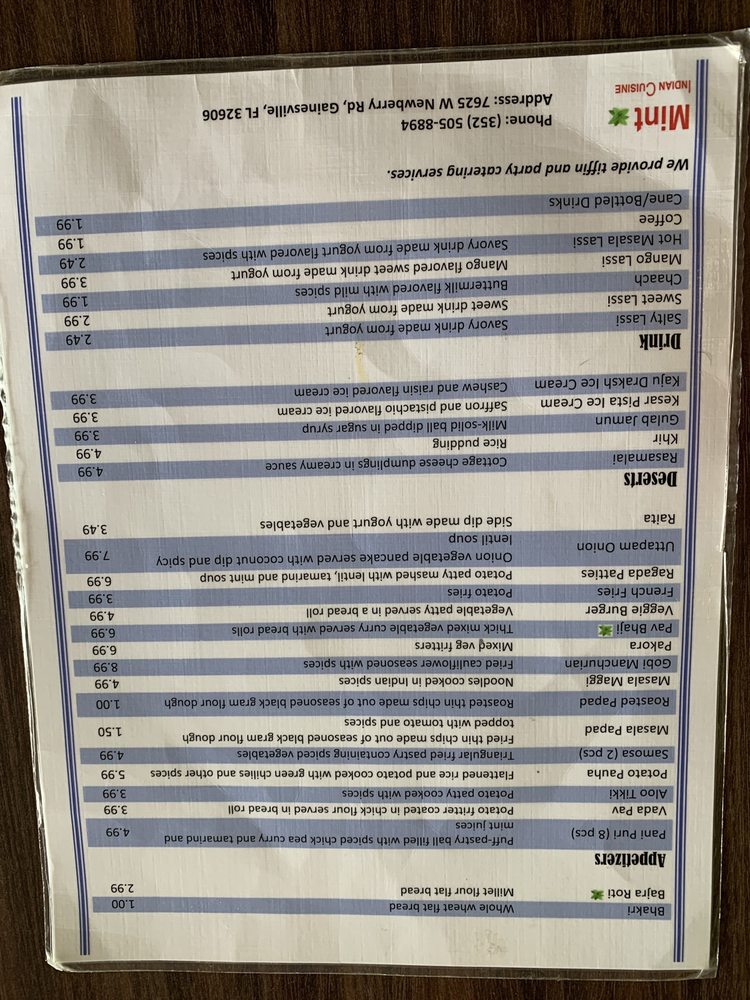 Bhakri Whole wheat flat bread 1.00
Bajra Roti Millet flour flat bread 2.99
Appetizers
Pani Puri (8 pcs) Puff-pastry ball filled with spiced chick pea curry and tamarind and 4.99
mint juices
Vada Pav Potato fritter coated in chick flour served in bread roll 3.99
Aloo Tikki Potato patty cooked with spices 3.99
Potato Pauha Flattened rice and potato cooked with green chilies and other spices 5.99
Samosa (2 pcs) Triangular fried pastry containing spiced vegetables 4.99
Masala Papad Fried thin chips made out of seasoned black gram flour dough 1.50
topped with tomato and spices
Roasted Papad Roasted thin chips made out of seasoned black gram flour dough 1.00
Masala Maggi Noodles cooked in Indian spices 4.99
Gobi Manchurian Fried cauliflower seasoned with spices 8.99
Pakora Mixed veg fritters 6.99
Pav Bhaji Thick mixed vegetable curry served with bread rolls 6.99
Veggie Burger Vegetable patty served in a bread roll 4.99
French Fries Potato fries 3.99
Ragada Patties Potato patty mashed with lentil, tamarind and mint soup 6.99
Uttapam Onion Onion vegetable pancake served with coconut dip and spicy 7.99
lentil soup
Raita Side dip made with yogurt and vegetables 3.49
Deserts
Rasamalai Cottage cheese dumplings in creamy sauce 4.99
Khir Rice pudding 4.99
Gulab Jamun Milk-solid ball dipped in sugar syrup 3.99
Kesar Pista Ice Cream Saffron and pistachio flavored ice cream 3.99
Kaju Draksh Ice Cream Cashew and raisin flavored ice cream 3.99
Drink
Salty Lassi Savory drink made from yogurt 2.49
Sweet Lassi Sweet drink made from yogurt 2.99
Chaach Buttermilk flavored with mild spices 1.99
Mango Lassi Mango flavored sweet drink made from yogurt 3.99
Hot Masala Lassi Savory drink made from yogurt flavored with spices 2.49
Coffee 1.99
Cane/Bottled Drinks 1.99
We provide tiffin and party catering services.
Mint
INDIAN CUISINE
Phone: (352) 505-8894
Address: 7625 W Newberry Rd, Gainesville, FL 32606